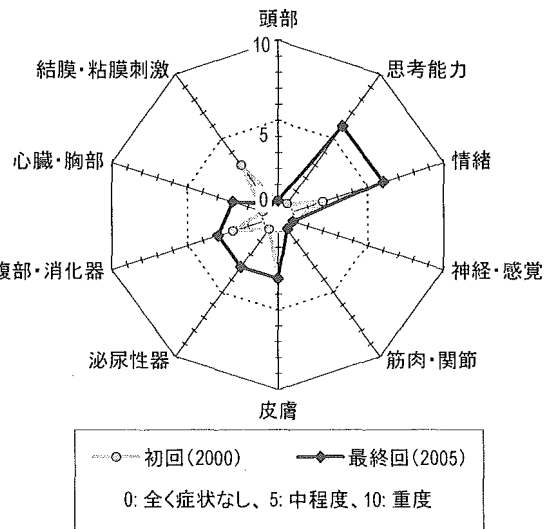 頭部
10
結膜・粘膜刺激
思考能力
5
心臓・胸部
情緒
0
腹部・消化器
神経・感覚
泌尿性器
筋肉・関節
皮膚
初回(2000)
最終回(2005)
0: 全く症状なし、5: 中程度、10: 重度